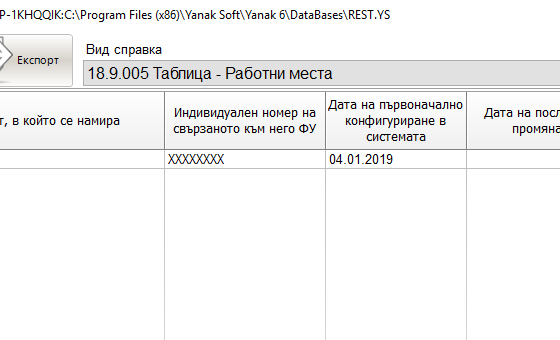 P-1KHQQIK:C:\Program Files (x86)\Yanak Soft\Yanak 6\DataBases\REST.YS
Експорт
Вид справка
18.9.005 Таблица - Работни места
т, в който се намира
Индивидуален номер на
свързаното към него ФУ
Дата на първоначално
конфигуриране в
системата
Дата на посл
промяна
XXXXXXXX
04.01.2019